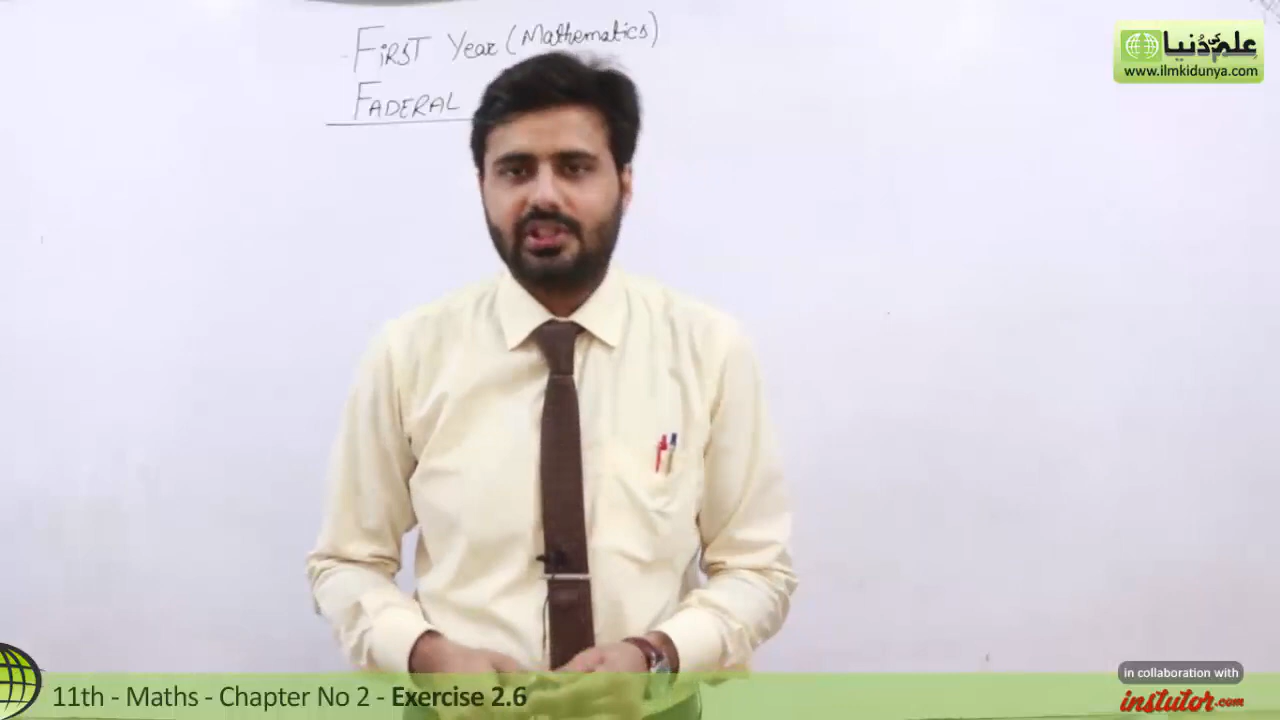 First Year (Mathematics)
FADERAL
علم کی دُنیا
www.ilmkidunya.com
in collaboration with
instutor.com
11th - Maths - Chapter No 2 - Exercise 2.6